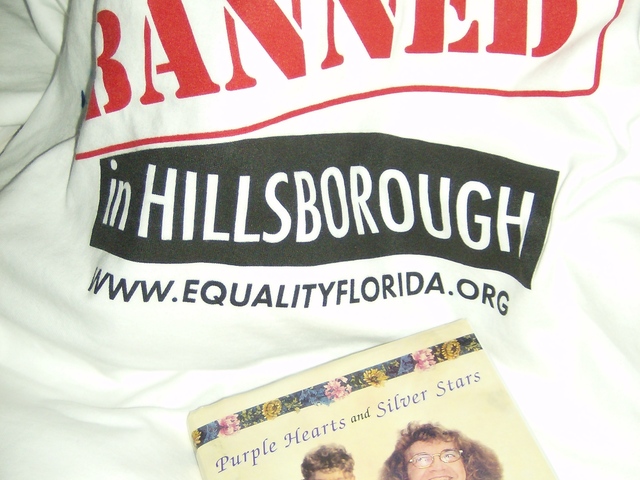 BANNED
in HILLSBOROUGH
WWW.EQUALITYFLORIDA.ORG
Purple Hearts and Silver Stars